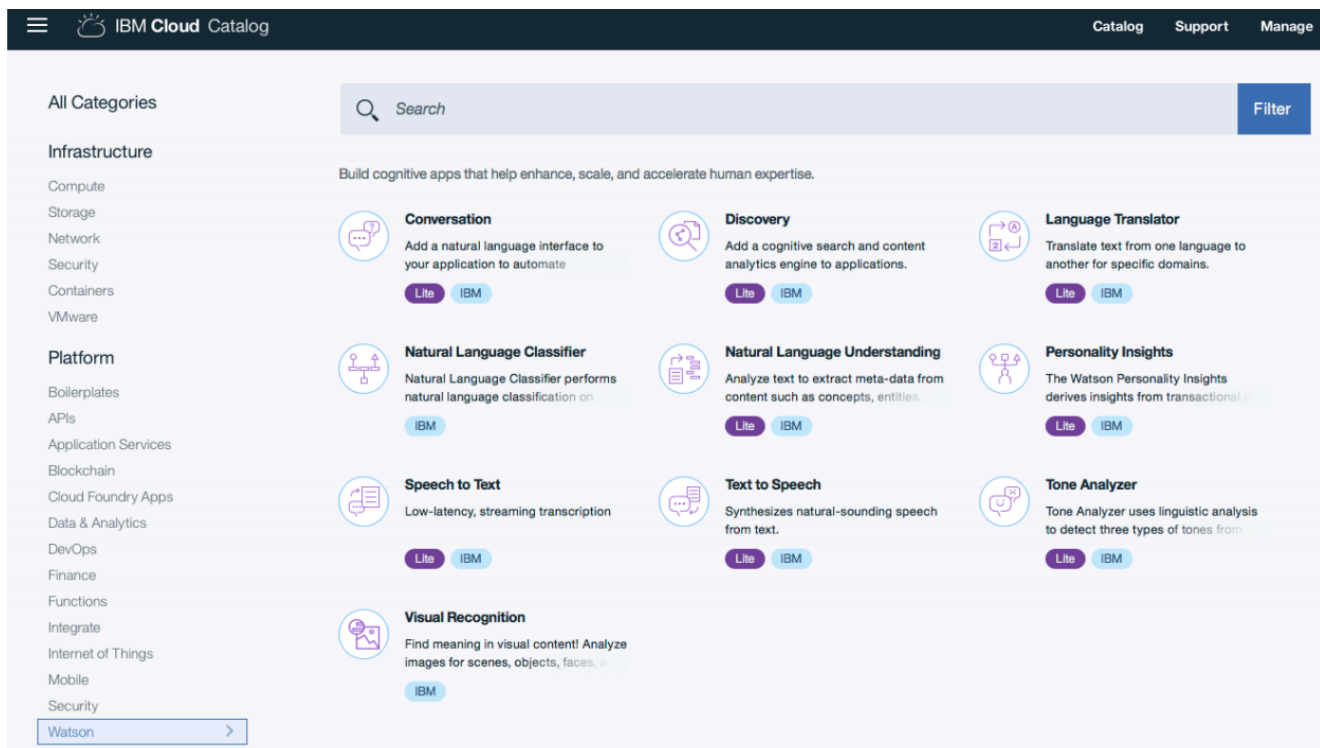 IBM Cloud Catalog
Catalog Support Manage
All Categories
Infrastructure
Compute
Storage
Network
Security
Containers
VMware
Platform
Boilerplates
APIs
Application Services
Blockchain
Cloud Foundry Apps
Data & Analytics
DevOps
Finance
Functions
Integrate
Internet of Things
Mobile
Security
Watson
Search
Filter
Build cognitive apps that help enhance, scale, and accelerate human expertise.
Conversation
Add a natural language interface to
your application to automate
Lite IBM
Discovery
Add a cognitive search and content
analytics engine to applications.
Lite IBM
Language Translator
Translate text from one language to
another for specific domains.
Lite IBM
Natural Language Classifier
Natural Language Classifier performs
natural language classification on
IBM
Natural Language Understanding
Analyze text to extract meta-data from
content such as concepts, entities,
Lite IBM
Personality Insights
The Watson Personality Insights
derives insights from transactional
Lite IBM
Speech to Text
Low-latency, streaming transcription
Lite IBM
Text to Speech
Synthesizes natural-sounding speech
from text.
Lite IBM
Tone Analyzer
Tone Analyzer uses linguistic analysis
to detect three types of tones from
Lite IBM
Visual Recognition
Find meaning in visual content! Analyze
images for scenes, objects, faces,
IBM